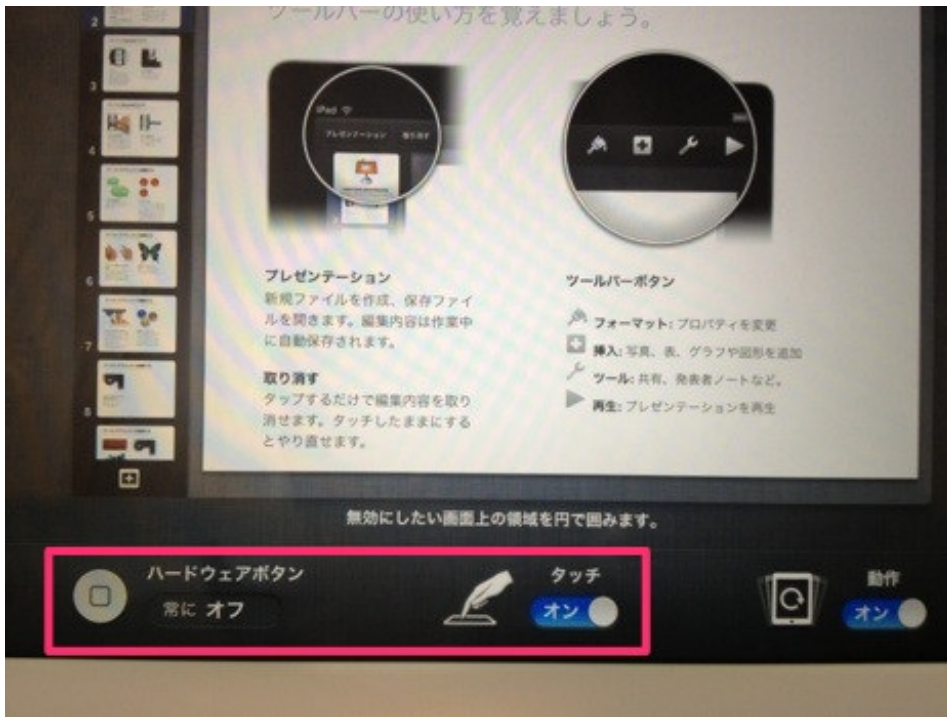 ツールバーの使い方を覚えましょう。
2
3
4
5
6
7
8
iPad
プレゼンテーション 取り消す
プレゼンテーション
新規ファイルを作成、保存ファイ
ルを開きます。編集内容は作業中
に自動保存されます。
取り消す
タップするだけで編集内容を取り
消せます。タッチしたままにする
とやり直せます。
ツールバーボタン
フォーマット: プロパティを変更
挿入: 写真、表、グラフや図形を追加
ツール: 共有、発表者ノートなど。
再生: プレゼンテーションを再生
無効にしたい画面上の領域を円で囲みます。
ハードウェアボタン
常に オフ
タッチ
オン
動作
オン